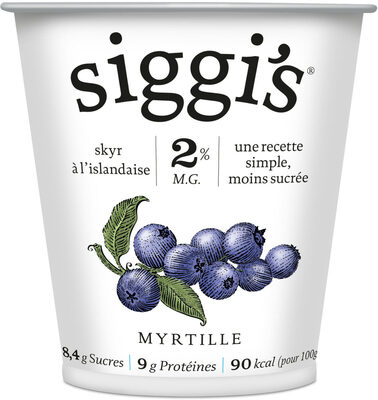 siggi's®
skyr
à l'islandaise
2%
M.G.
une recette
simple,
moins sucrée
MYRTILLE
8,4 g Sucres | 9 g Protéines | 90 kcal (pour 100g